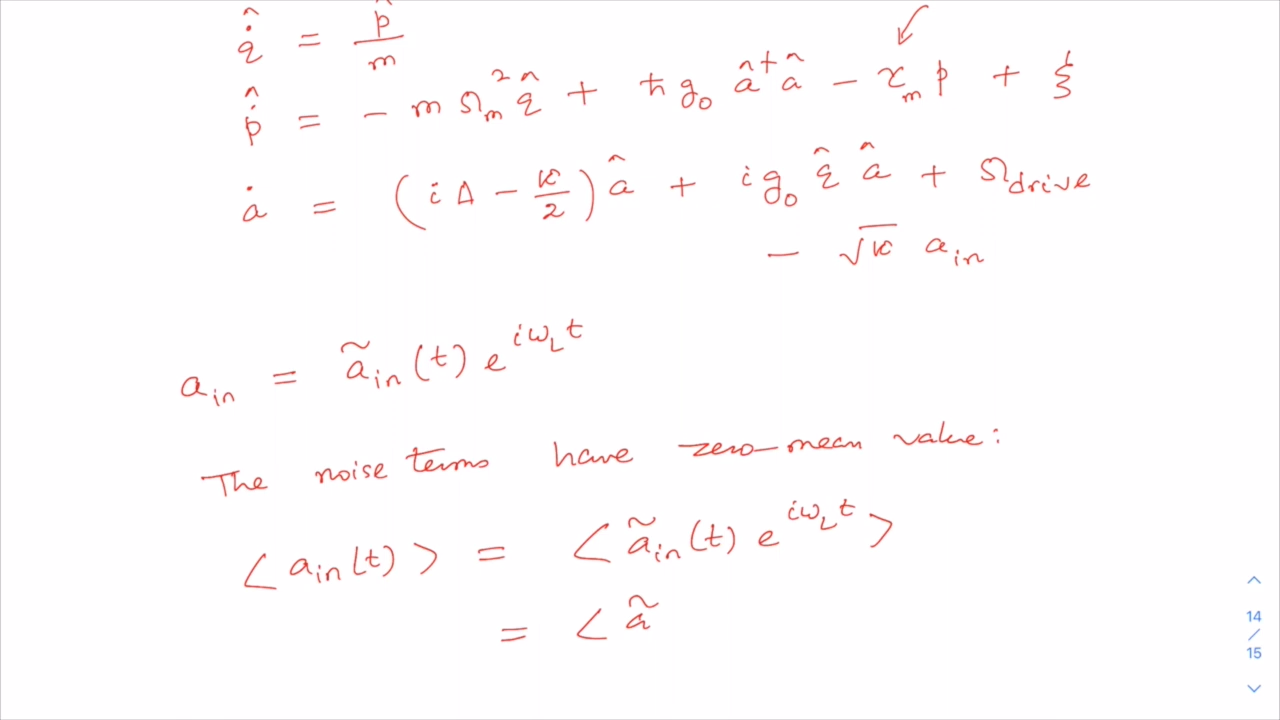 q̇̂ = p̂/m
ṗ̂ = - m Ω_m² q̂ + ħ g₀ â⁺ â - γ_m p + ξ
ȧ = (iΔ - κ/2) â + i g₀ q̂ â + Ω_drive
- √κ a_in
a_in = ã_in(t) e^{iω_L t}
The noise terms have zero-mean value:
⟨ a_in(t) ⟩ = ⟨ ã_in(t) e^{iω_L t} ⟩
= ⟨ ã
14
/
15